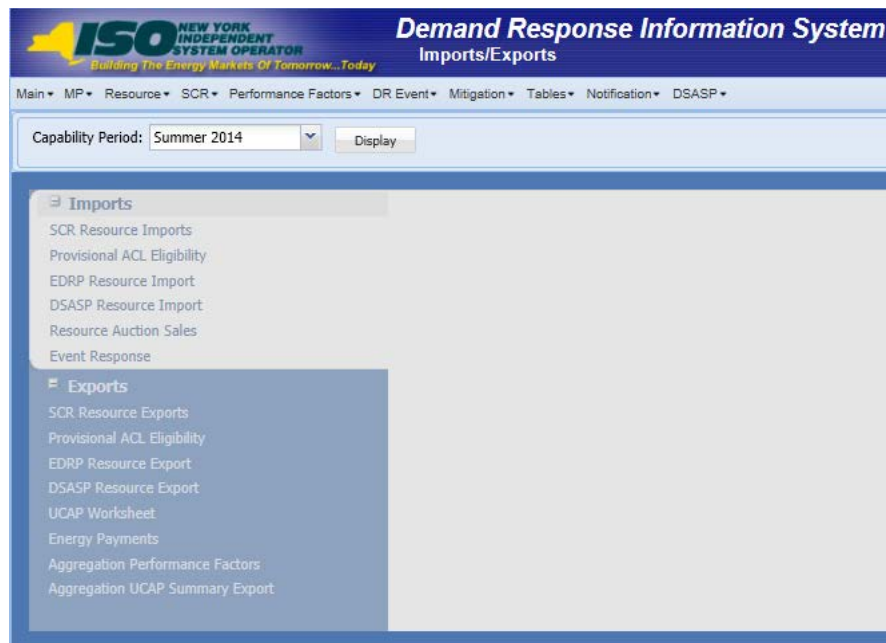 ISO NEW YORK
INDEPENDENT
SYSTEM OPERATOR
Building The Energy Markets Of Tomorrow...Today
Demand Response Information System
Imports/Exports
Main MP Resource SCR Performance Factors DR Event Mitigation Tables Notification DSASP
Capability Period: Summer 2014 Display
Imports
SCR Resource Imports
Provisional ACL Eligibility
EDRP Resource Import
DSASP Resource Import
Resource Auction Sales
Event Response
Exports
SCR Resource Exports
Provisional ACL Eligibility
EDRP Resource Export
DSASP Resource Export
UCAP Worksheet
Energy Payments
Aggregation Performance Factors
Aggregation UCAP Summary Export